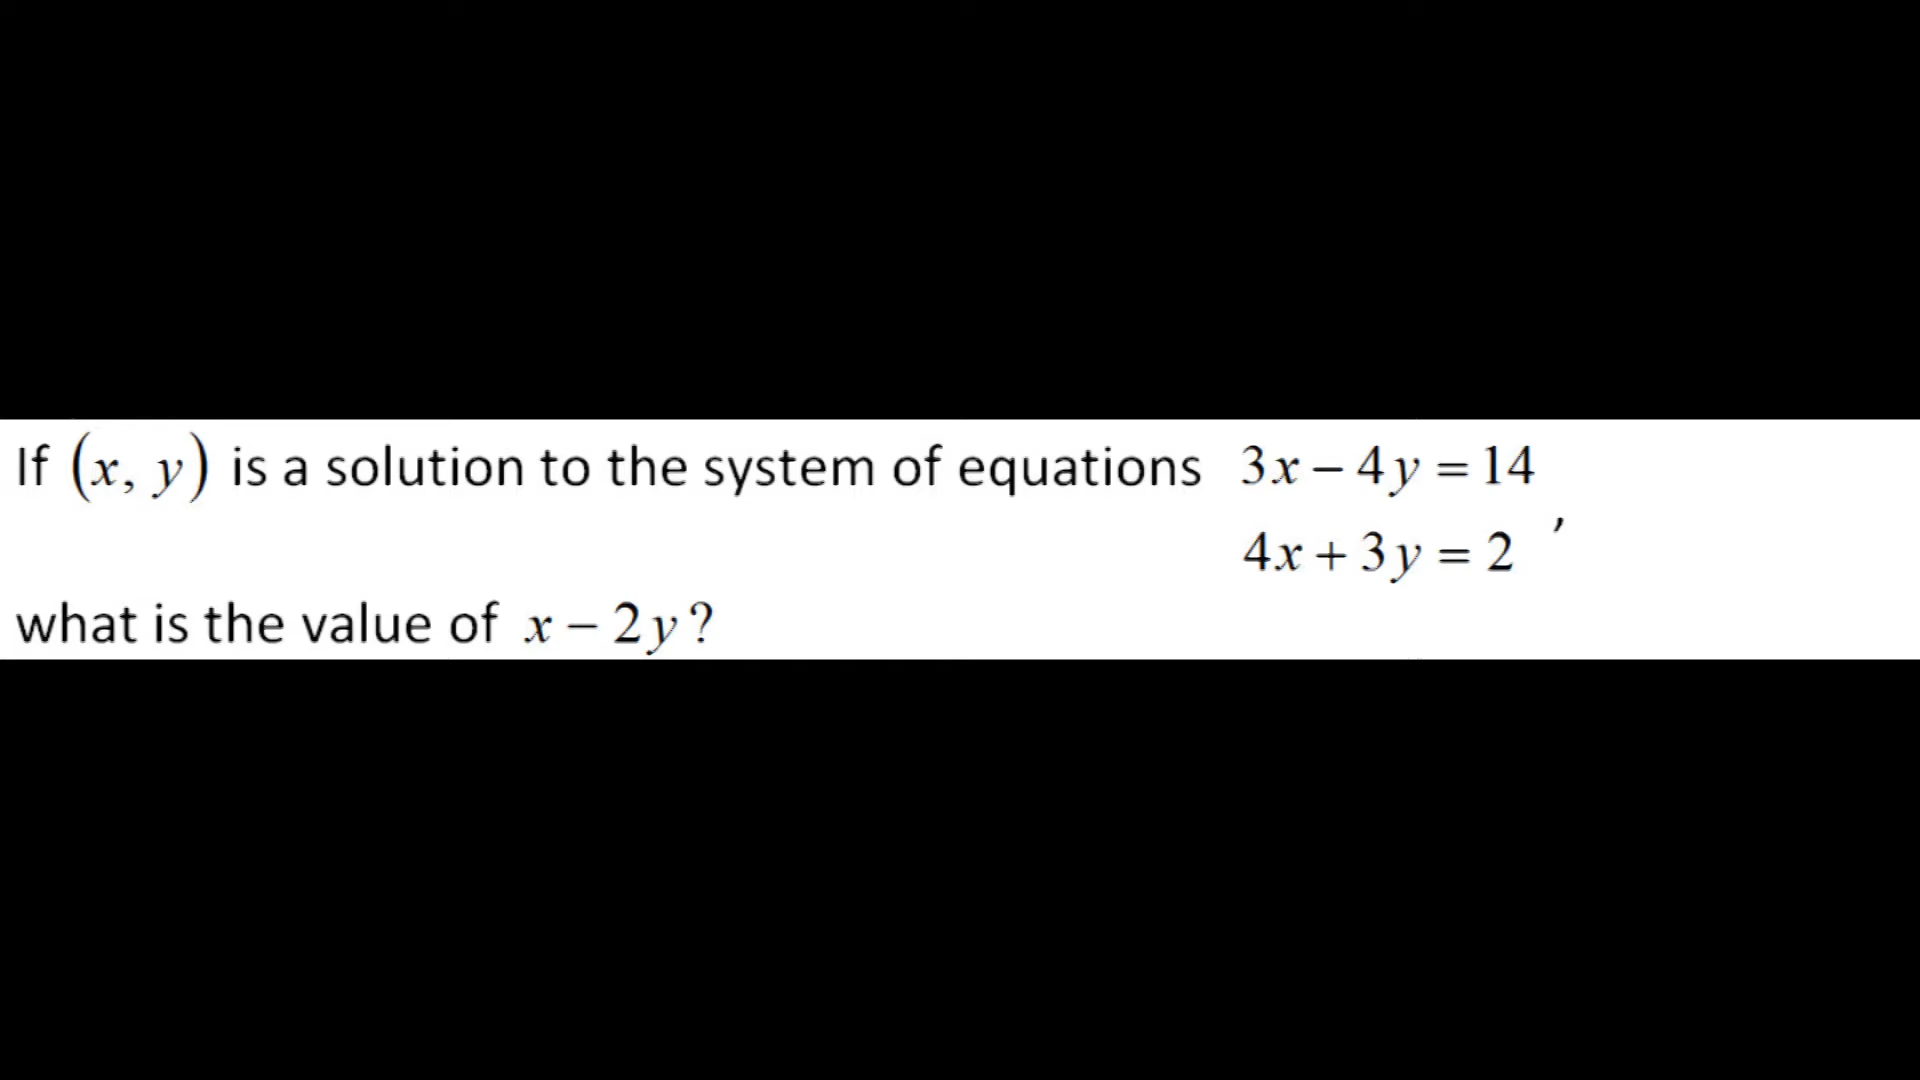 If (x, y) is a solution to the system of equations 3x − 4y = 14
4x + 3y = 2 ,
what is the value of x − 2y?